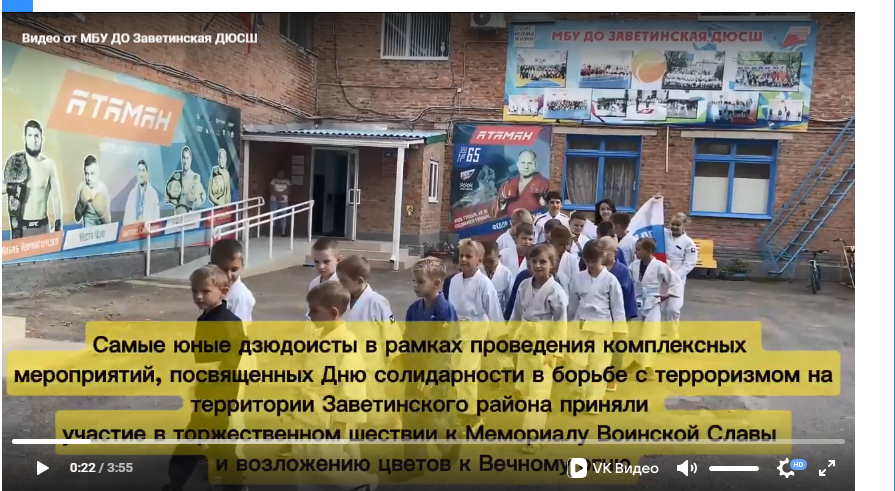 Видео от МБУ ДО Заветинская ДЮСШ
МБУ ДО ЗАВЕТИНСКАЯ ДЮСШ
АТАМАН
АТАМАН
№ 65
Самые юные дзюдоисты в рамках проведения комплексных
мероприятий, посвященных Дню солидарности в борьбе с терроризмом на
территории Заветинского района приняли
участие в торжественном шествии к Мемориалу Воинской Славы
и возложению цветов к Вечному
0:22 / 3:55
VK Видео
HD